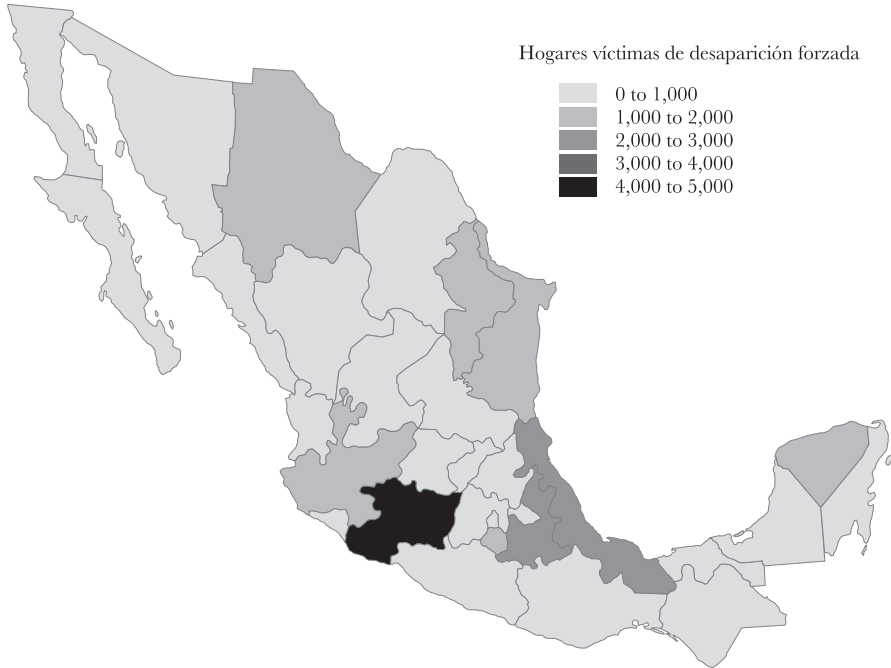 Hogares víctimas de desaparición forzada
0 to 1,000
1,000 to 2,000
2,000 to 3,000
3,000 to 4,000
4,000 to 5,000